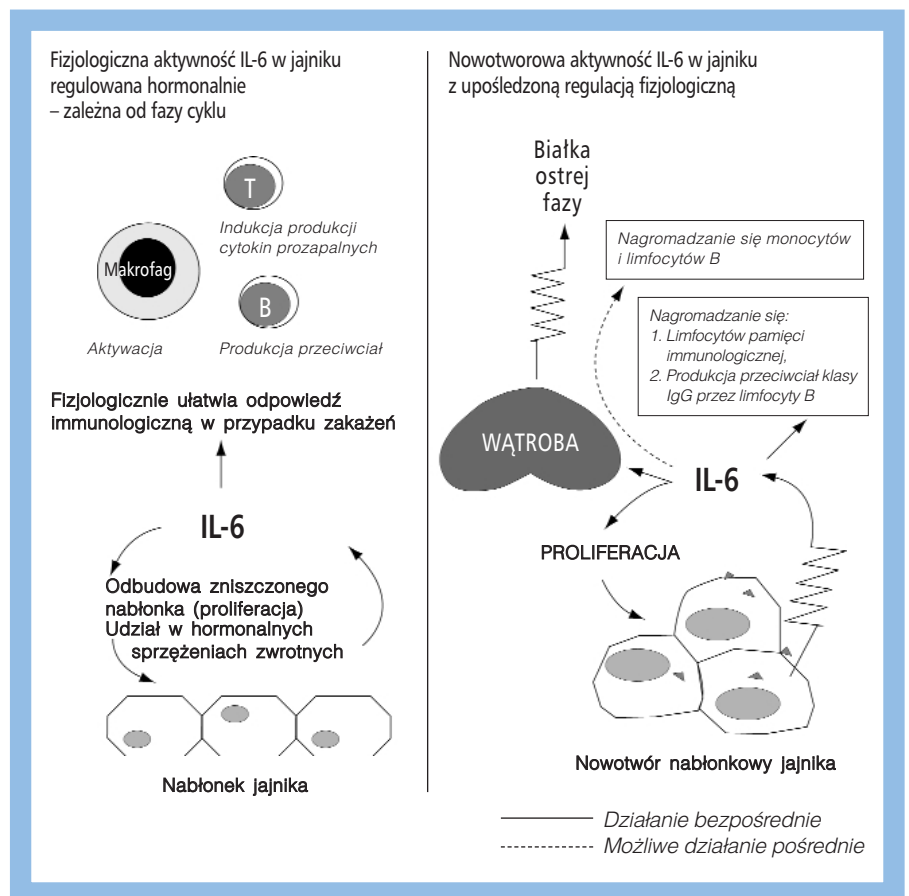 Fizjologiczna aktywność IL-6 w jajniku
regulowana hormonalnie
– zależna od fazy cyklu
T
Indukcja produkcji
cytokin prozapalnych
Makrofag
B
Aktywacja
Produkcja przeciwciał
Fizjologicznie ułatwia odpowiedź
immunologiczną w przypadku zakażeń
IL-6
Odbudowa zniszczonego
nabłonka (proliferacja)
Udział w hormonalnych
sprzężeniach zwrotnych
Nabłonek jajnika
Nowotworowa aktywność IL-6 w jajniku
z upośledzoną regulacją fizjologiczną
Białka
ostrej
fazy
Nagromadzanie się monocytów
i limfocytów B
Nagromadzanie się:
1. Limfocytów pamięci
immunologicznej,
2. Produkcja przeciwciał klasy
IgG przez limfocyty B
WĄTROBA
IL-6
PROLIFERACJA
Nowotwór nabłonkowy jajnika
Działanie bezpośrednie
Możliwe działanie pośrednie